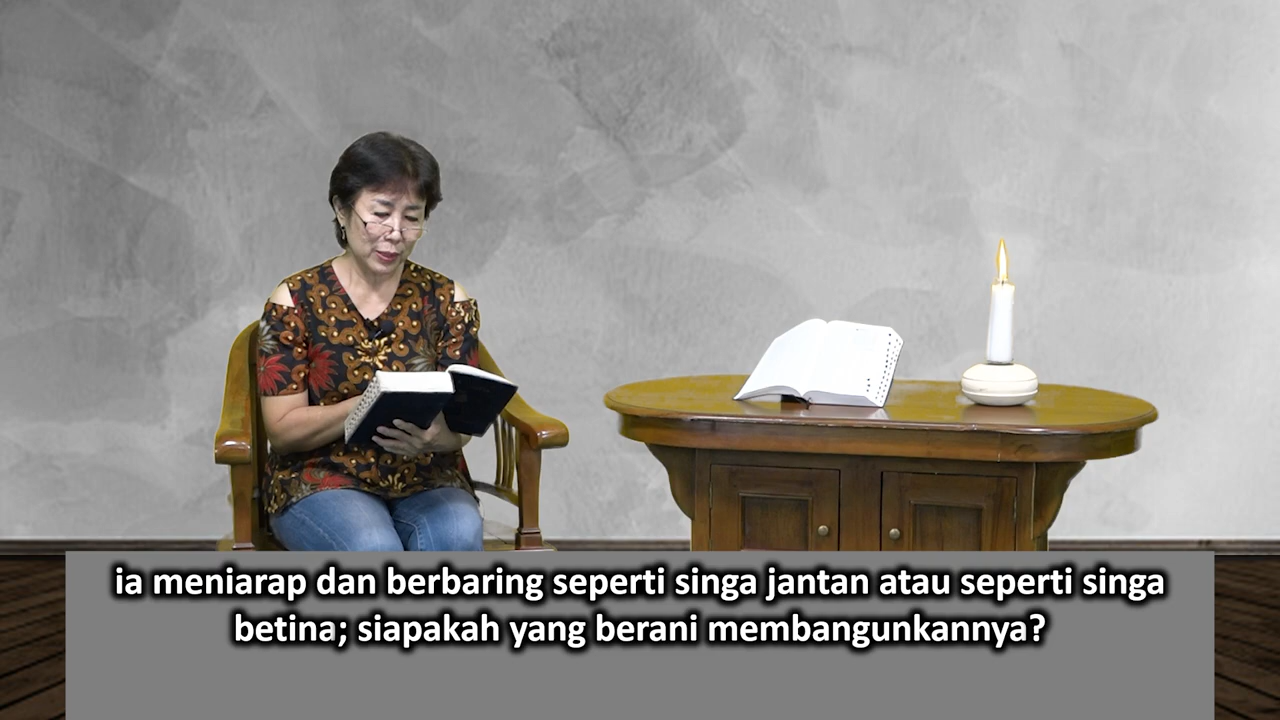 ia meniarap dan berbaring seperti singa jantan atau seperti singa
betina; siapakah yang berani membangunkannya?